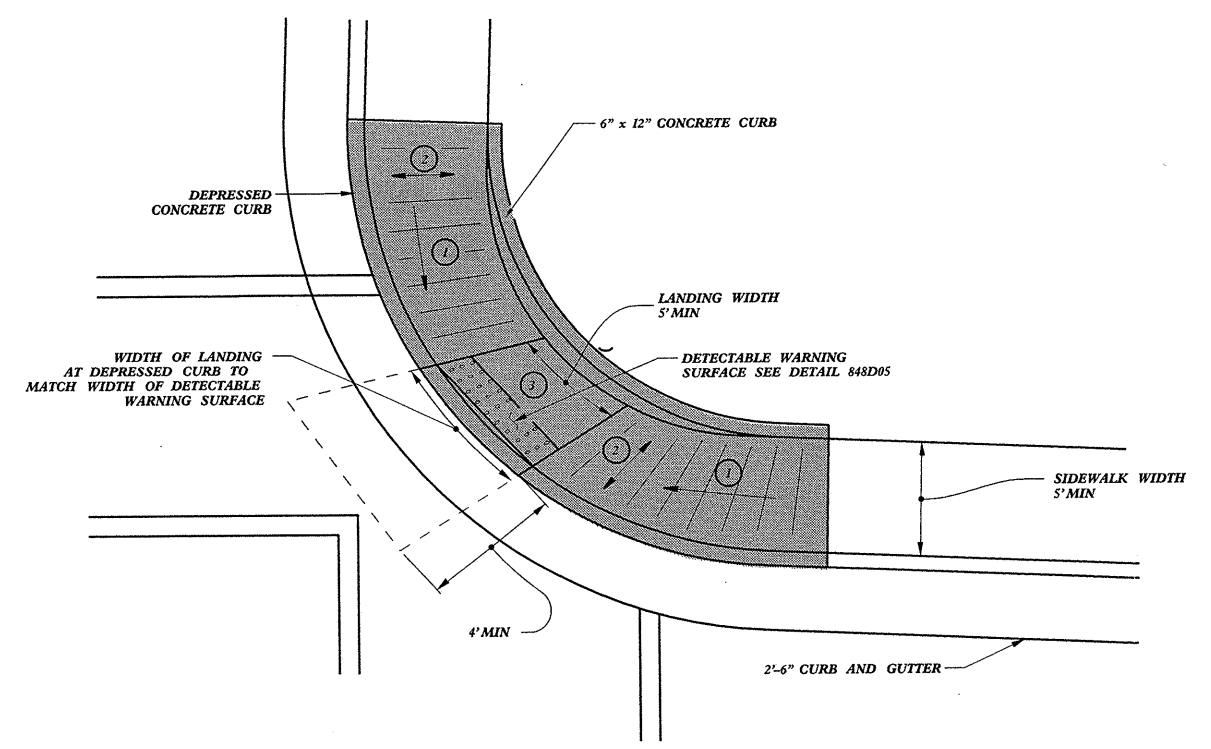 6" x 12" CONCRETE CURB
2
DEPRESSED
CONCRETE CURB
1
LANDING WIDTH
5' MIN
WIDTH OF LANDING
AT DEPRESSED CURB TO
MATCH WIDTH OF DETECTABLE
WARNING SURFACE
DETECTABLE WARNING
SURFACE SEE DETAIL 848D05
3
2
1
SIDEWALK WIDTH
5' MIN
4' MIN
2'-6" CURB AND GUTTER